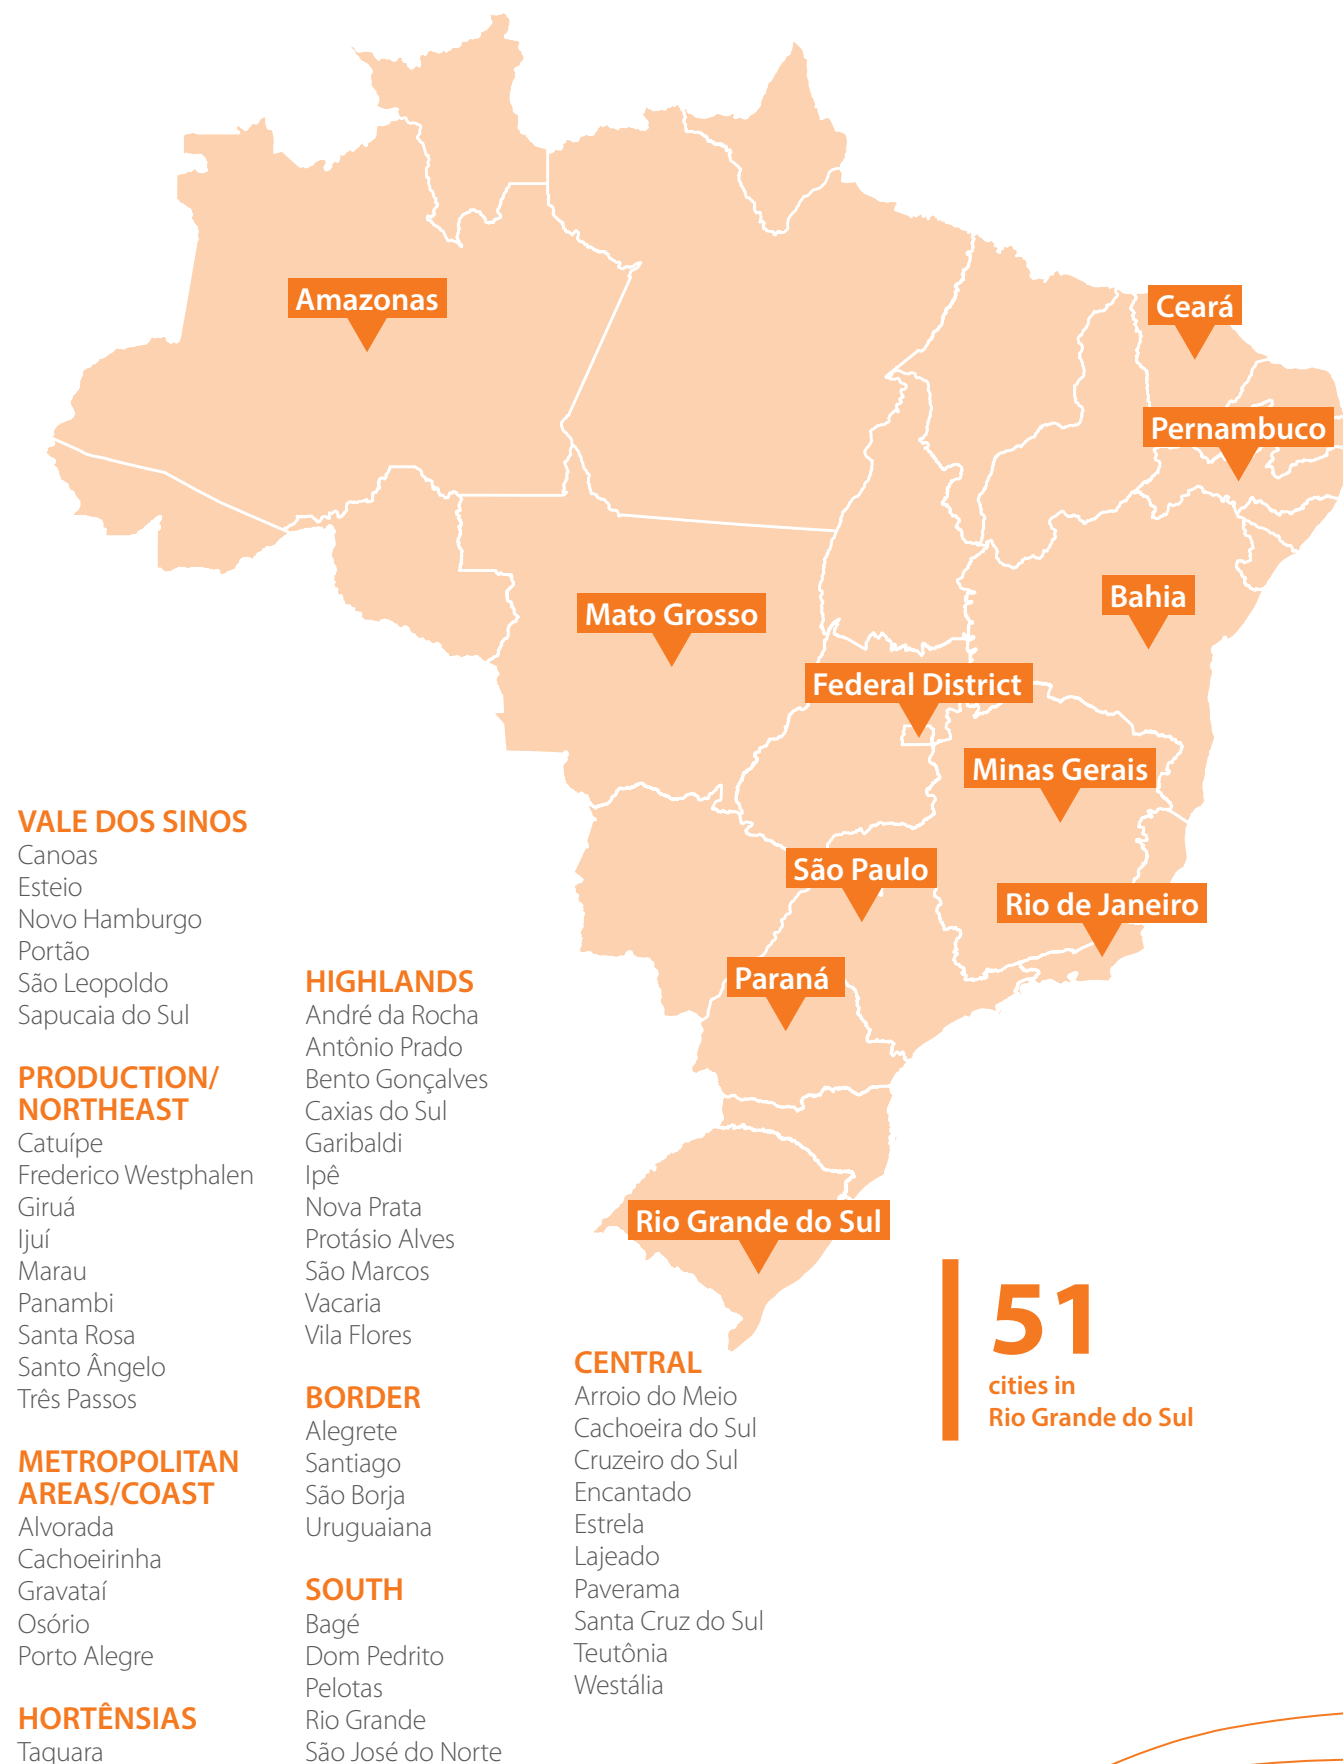 Amazonas
Ceará
Pernambuco
Bahia
Mato Grosso
Federal District
Minas Gerais
São Paulo
Rio de Janeiro
Paraná
Rio Grande do Sul
VALE DOS SINOS
Canoas
Esteio
Novo Hamburgo
Portão
São Leopoldo
Sapucaia do Sul
PRODUCTION/
NORTHEAST
Catuípe
Frederico Westphalen
Giruá
Ijuí
Marau
Panambi
Santa Rosa
Santo Ângelo
Três Passos
METROPOLITAN
AREAS/COAST
Alvorada
Cachoeirinha
Gravataí
Osório
Porto Alegre
HORTÊNSIAS
Taquara
HIGHLANDS
André da Rocha
Antônio Prado
Bento Gonçalves
Caxias do Sul
Garibaldi
Ipê
Nova Prata
Protásio Alves
São Marcos
Vacaria
Vila Flores
BORDER
Alegrete
Santiago
São Borja
Uruguaiana
SOUTH
Bagé
Dom Pedrito
Pelotas
Rio Grande
São José do Norte
CENTRAL
Arroio do Meio
Cachoeira do Sul
Cruzeiro do Sul
Encantado
Estrela
Lajeado
Paverama
Santa Cruz do Sul
Teutônia
Westália
51
cities in
Rio Grande do Sul